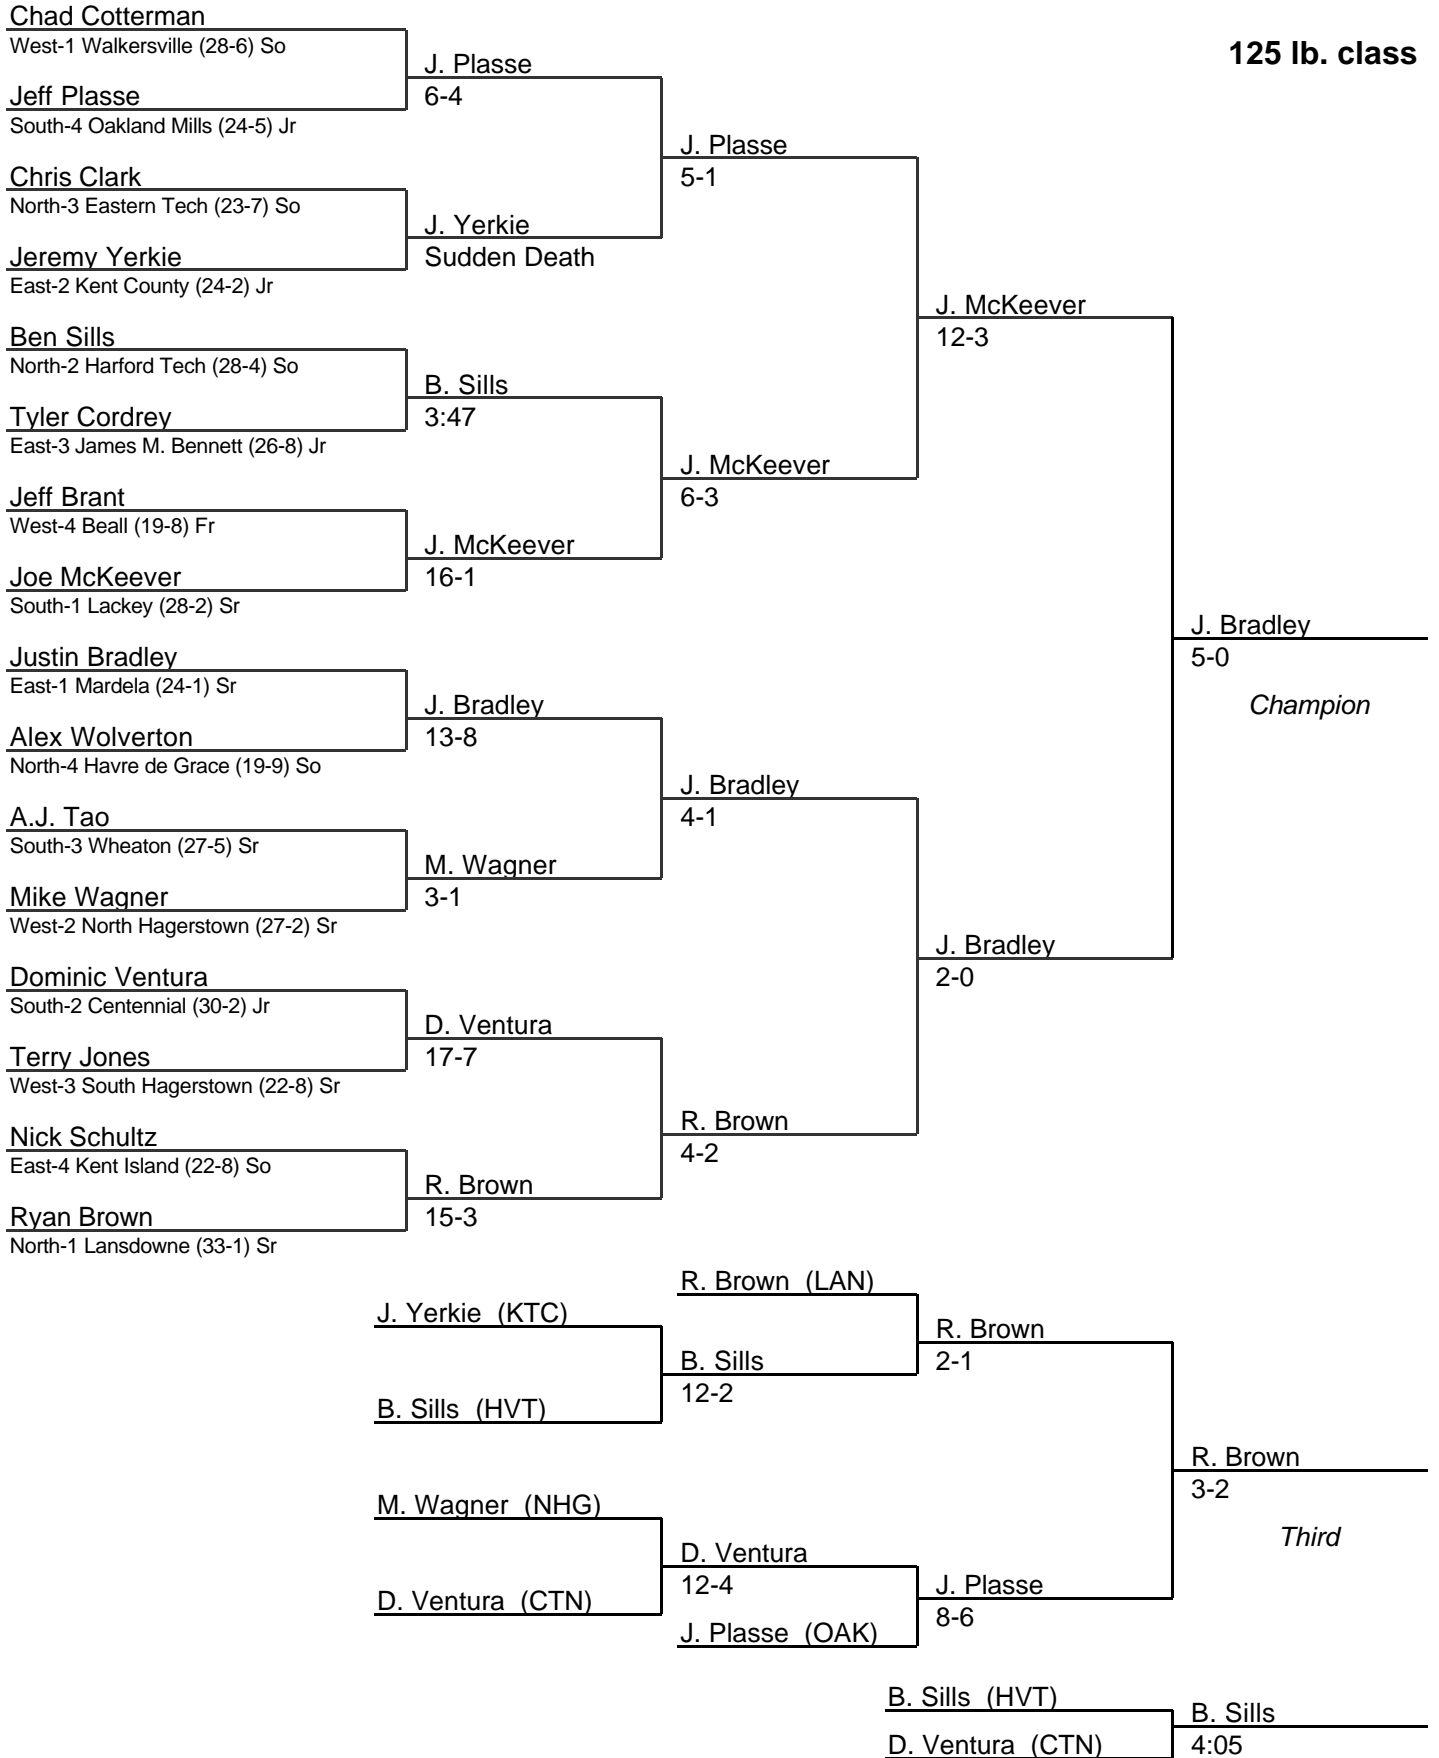 Chad Cotterman
West-1 Walkersville (28-6) So
125 lb. class
J. Plasse
6-4
Jeff Plasse
South-4 Oakland Mills (24-5) Jr
J. Plasse
5-1
Chris Clark
North-3 Eastern Tech (23-7) So
J. Yerkie
Sudden Death
Jeremy Yerkie
East-2 Kent County (24-2) Jr
J. McKeever
12-3
Ben Sills
North-2 Harford Tech (28-4) So
B. Sills
3:47
Tyler Cordrey
East-3 James M. Bennett (26-8) Jr
J. McKeever
6-3
Jeff Brant
West-4 Beall (19-8) Fr
J. McKeever
16-1
Joe McKeever
South-1 Lackey (28-2) Sr
J. Bradley
5-0
Champion
Justin Bradley
East-1 Mardela (24-1) Sr
J. Bradley
13-8
Alex Wolverton
North-4 Havre de Grace (19-9) So
J. Bradley
4-1
A.J. Tao
South-3 Wheaton (27-5) Sr
M. Wagner
3-1
Mike Wagner
West-2 North Hagerstown (27-2) Sr
J. Bradley
2-0
Dominic Ventura
South-2 Centennial (30-2) Jr
D. Ventura
17-7
Terry Jones
West-3 South Hagerstown (22-8) Sr
R. Brown
4-2
Nick Schultz
East-4 Kent Island (22-8) So
R. Brown
15-3
Ryan Brown
North-1 Lansdowne (33-1) Sr
R. Brown (LAN)
J. Yerkie (KTC)
R. Brown
2-1
B. Sills
12-2
B. Sills (HVT)
R. Brown
3-2
Third
M. Wagner (NHG)
D. Ventura
12-4
D. Ventura (CTN)
J. Plasse
8-6
J. Plasse (OAK)
B. Sills (HVT)
B. Sills
4:05
D. Ventura (CTN)